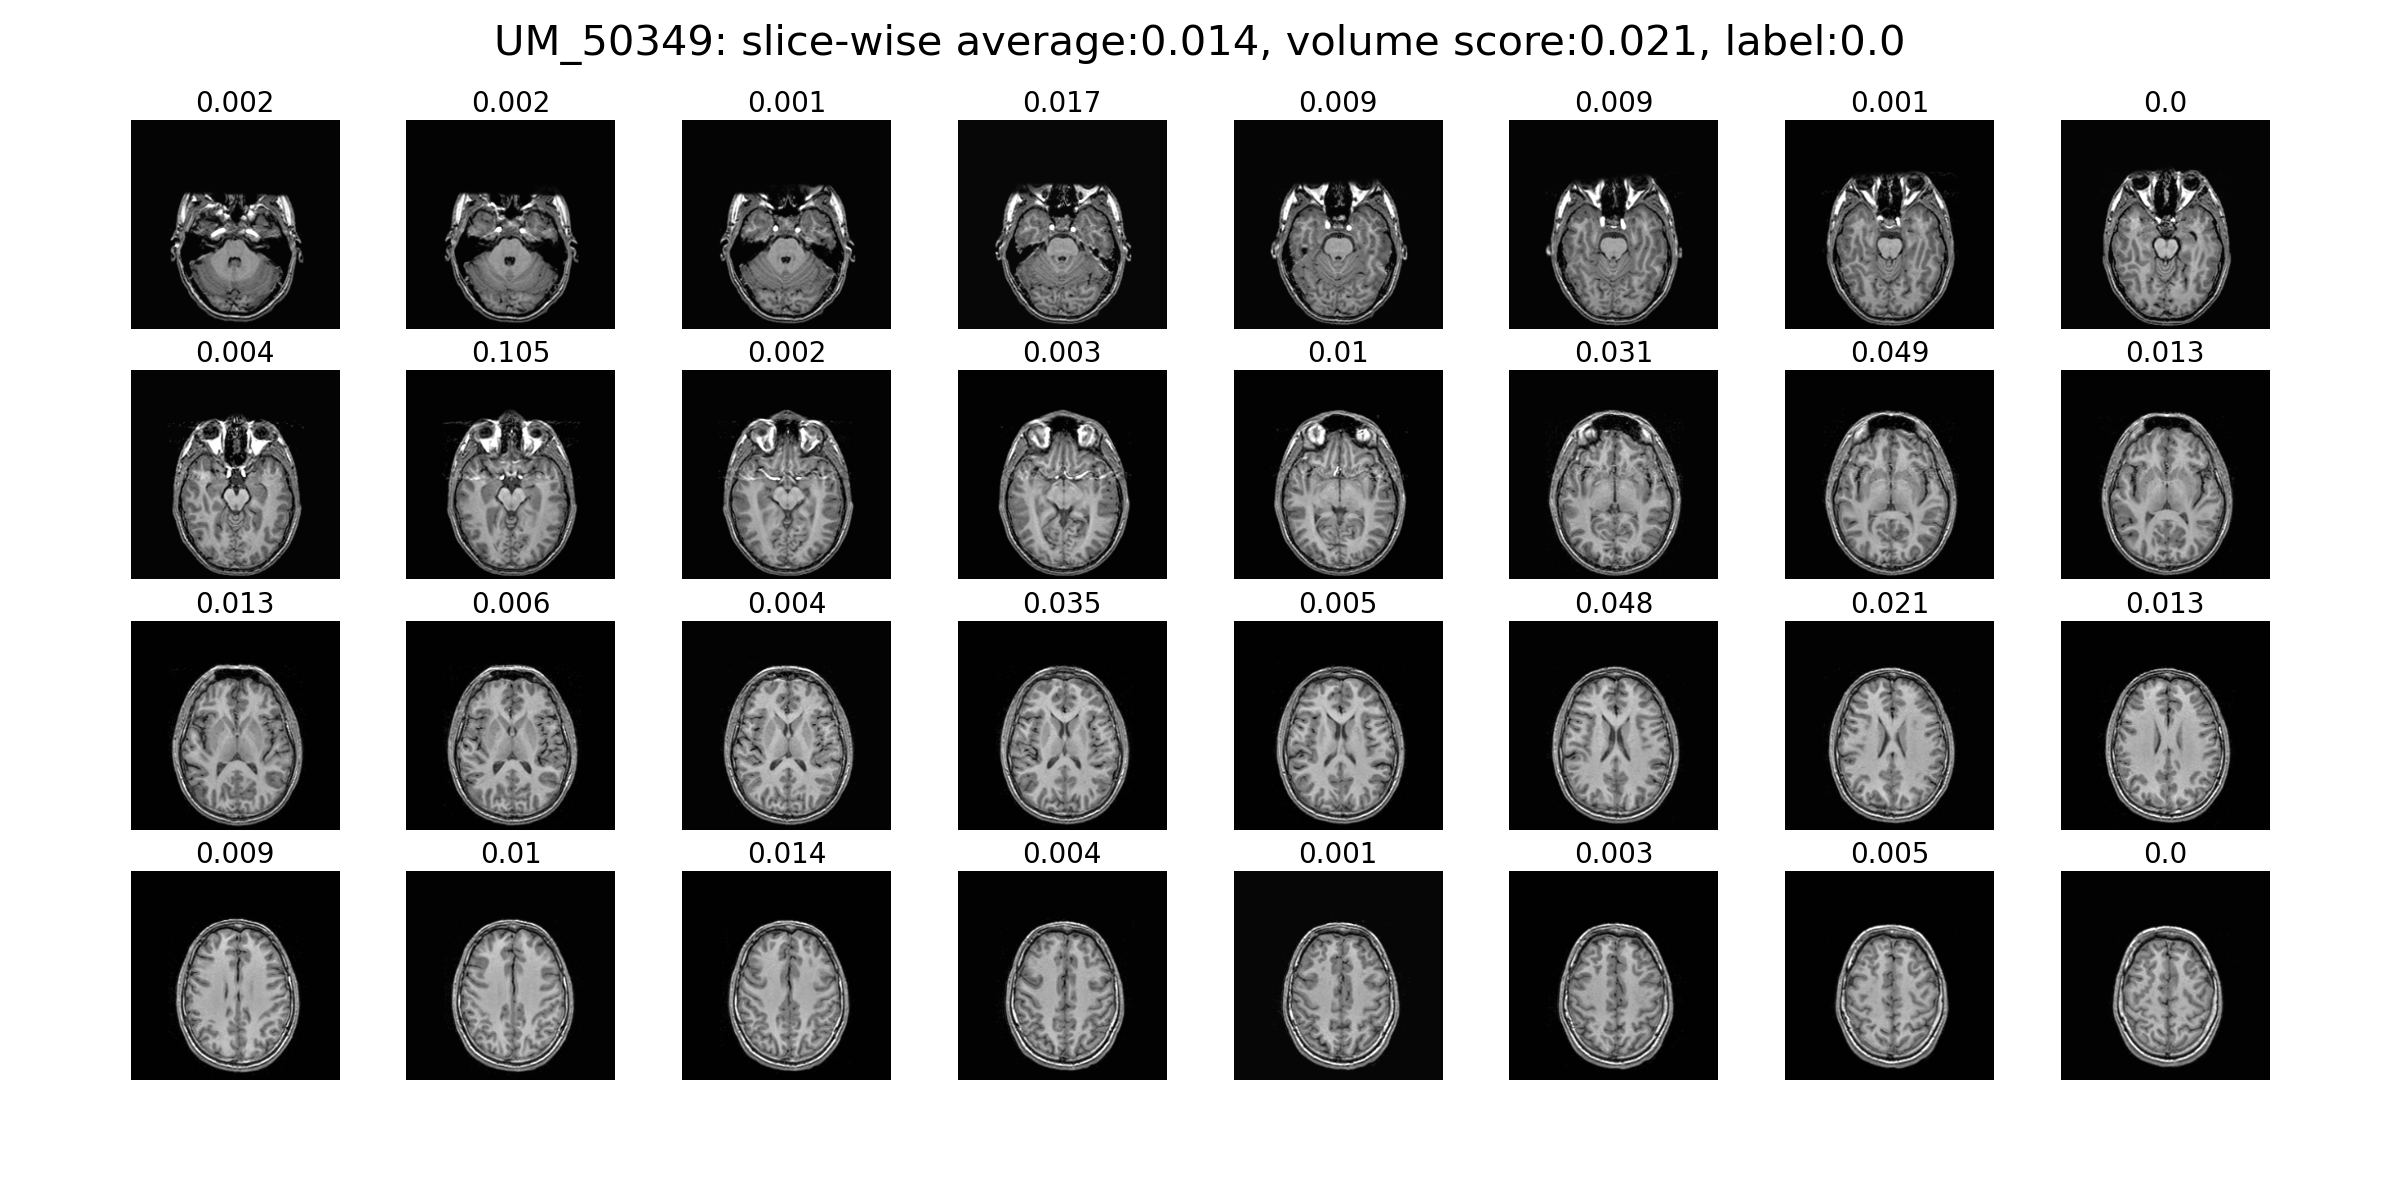 UM_50349: slice-wise average:0.014, volume score:0.021, label:0.0
0.002 0.002 0.001 0.017 0.009 0.009 0.001 0.0
0.004 0.105 0.002 0.003 0.01 0.031 0.049 0.013
0.013 0.006 0.004 0.035 0.005 0.048 0.021 0.013
0.009 0.01 0.014 0.004 0.001 0.003 0.005 0.0